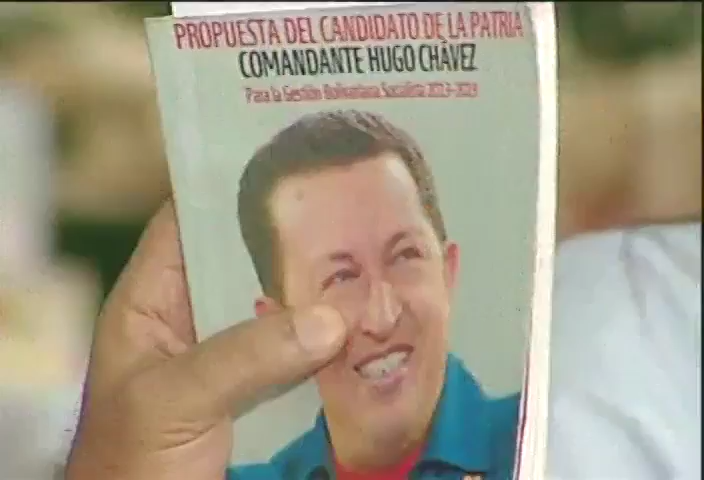 PROPUESTA DEL CANDIDATO DE LA PATRIA
COMANDANTE HUGO CHÁVEZ
Para la Gestión Bolivariana Socialista 2013-2019